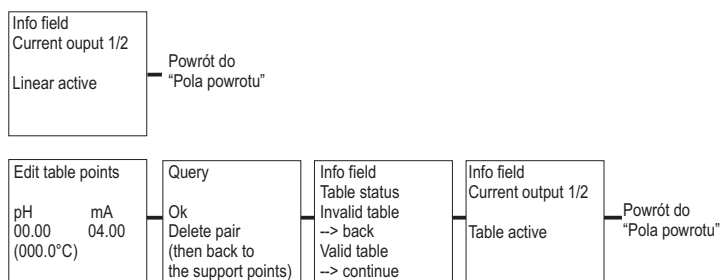 Info field
Current ouput 1/2
Linear active
Powrót do
“Pola powrotu”
Edit table points
pH mA
00.00 04.00
(000.0°C)
Query
Ok
Delete pair
(then back to
the support points)
Info field
Table status
Invalid table
--> back
Valid table
--> continue
Info field
Current output 1/2
Table active
Powrót do
“Pola powrotu”